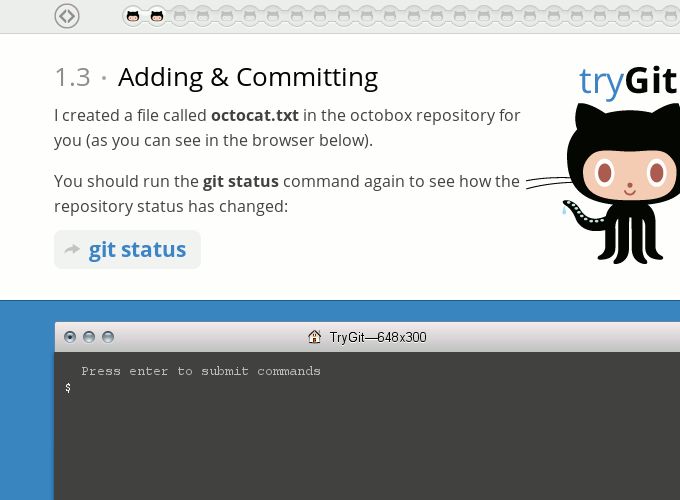 tryGit
1.3 · Adding & Committing
I created a file called octocat.txt in the octobox repository for
you (as you can see in the browser below).
You should run the git status command again to see how the
repository status has changed:
git status
TryGit—648x300
Press enter to submit commands
$